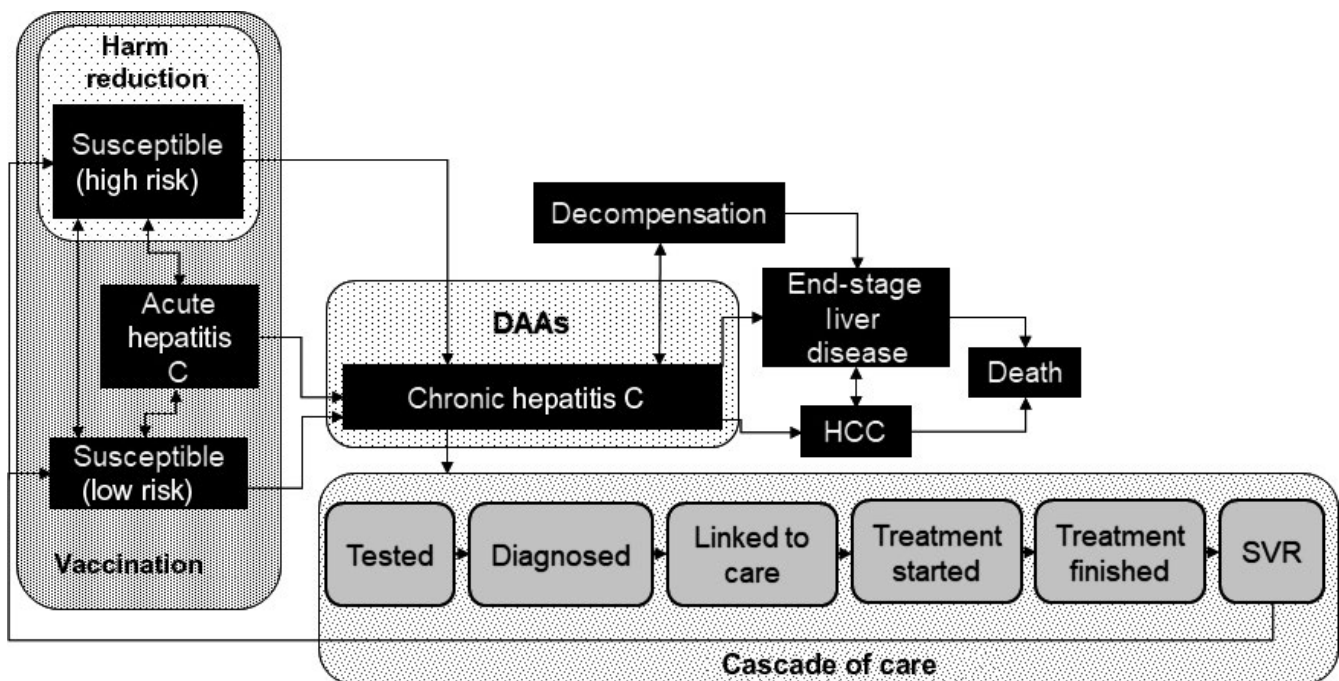 Harm
reduction
Susceptible
(high risk)
Acute
hepatitis
C
Susceptible
(low risk)
Vaccination
DAAs
Chronic hepatitis C
Decompensation
End-stage
liver
disease
HCC
Death
Tested
Diagnosed
Linked to
care
Treatment
started
Treatment
finished
SVR
Cascade of care